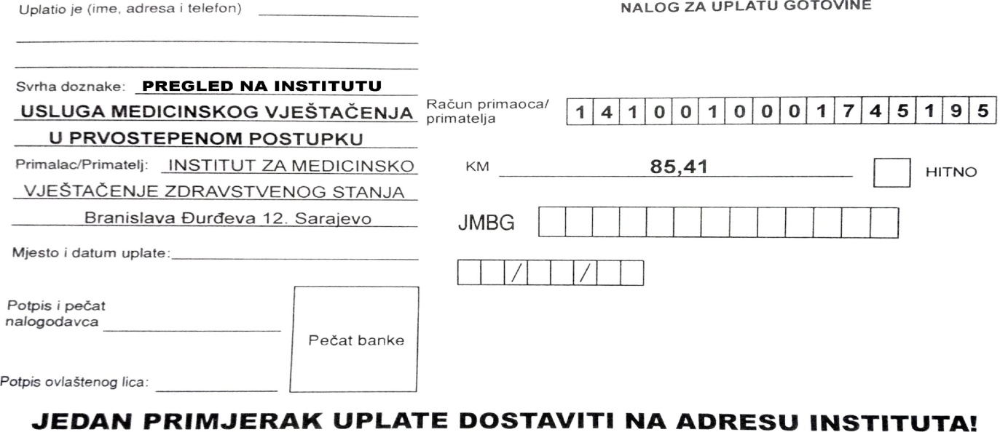 Uplatio je (ime, adresa i telefon)
NALOG ZA UPLATU GOTOVINE
Svrha doznake: PREGLED NA INSTITUTU
USLUGA MEDICINSKOG VJEŠTAČENJA
U PRVOSTEPENOM POSTUPKU
Primalac/Primatelj: INSTITUT ZA MEDICINSKO
VJEŠTAČENJE ZDRAVSTVENOG STANJA
Branislava Đurđeva 12. Sarajevo
Mjesto i datum uplate:
Potpis i pečat
nalogodavca
Pečat banke
Potpis ovlaštenog lica:
Račun primaoca/
primatelja
1 4 1 0 0 1 0 0 0 1 7 4 5 1 9 5
KM 85,41 HITNO
JMBG
/ /
JEDAN PRIMJERAK UPLATE DOSTAVITI NA ADRESU INSTITUTA!